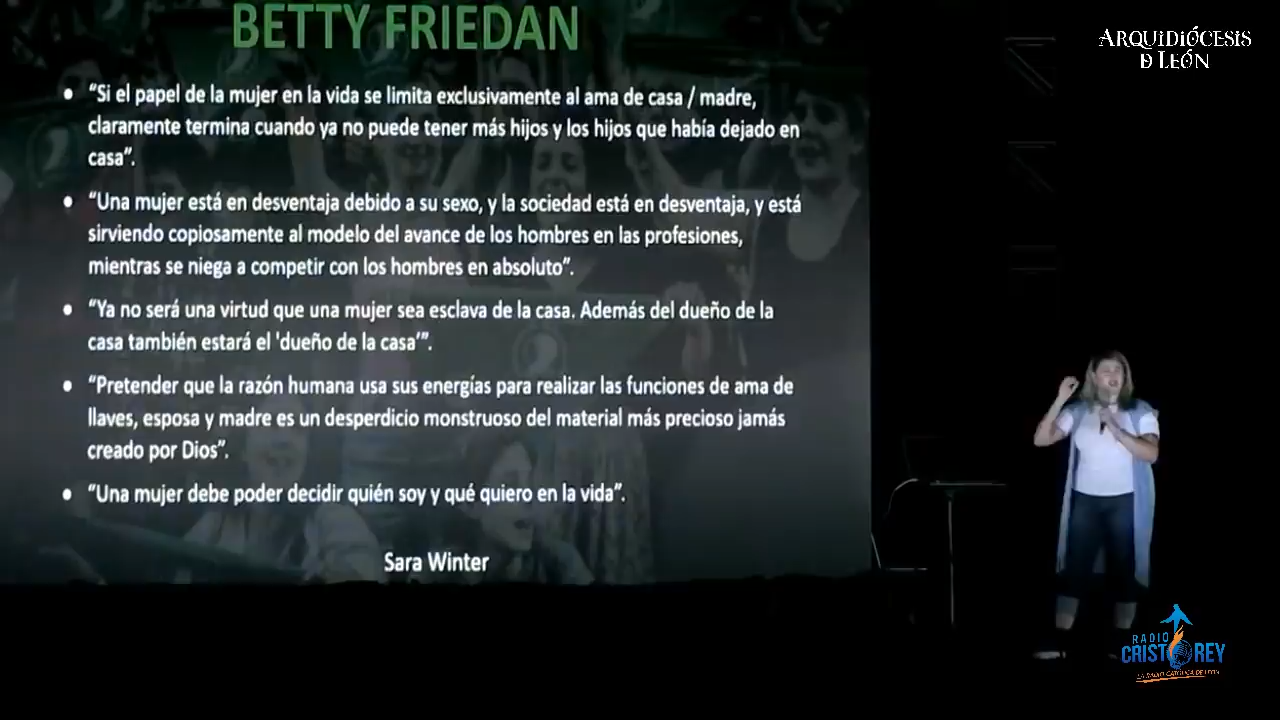 BETTY FRIEDAN
ARQUIDIÓCESIS
D LEÓN
• “Si el papel de la mujer en la vida se limita exclusivamente al ama de casa / madre,
claramente termina cuando ya no puede tener más hijos y los hijos que había dejado en
casa”.
• “Una mujer está en desventaja debido a su sexo, y la sociedad está en desventaja, y está
sirviendo copiosamente al modelo del avance de los hombres en las profesiones,
mientras se niega a competir con los hombres en absoluto”.
• “Ya no será una virtud que una mujer sea esclava de la casa. Además del dueño de la
casa también estará el 'dueño de la casa'”.
• “Pretender que la razón humana usa sus energías para realizar las funciones de ama de
llaves, esposa y madre es un desperdicio monstruoso del material más precioso jamás
creado por Dios”.
• “Una mujer debe poder decidir quién soy y qué quiero en la vida”.
Sara Winter
RADIO
CRISTO REY
LA RADIO CATÓLICA DE LEÓN